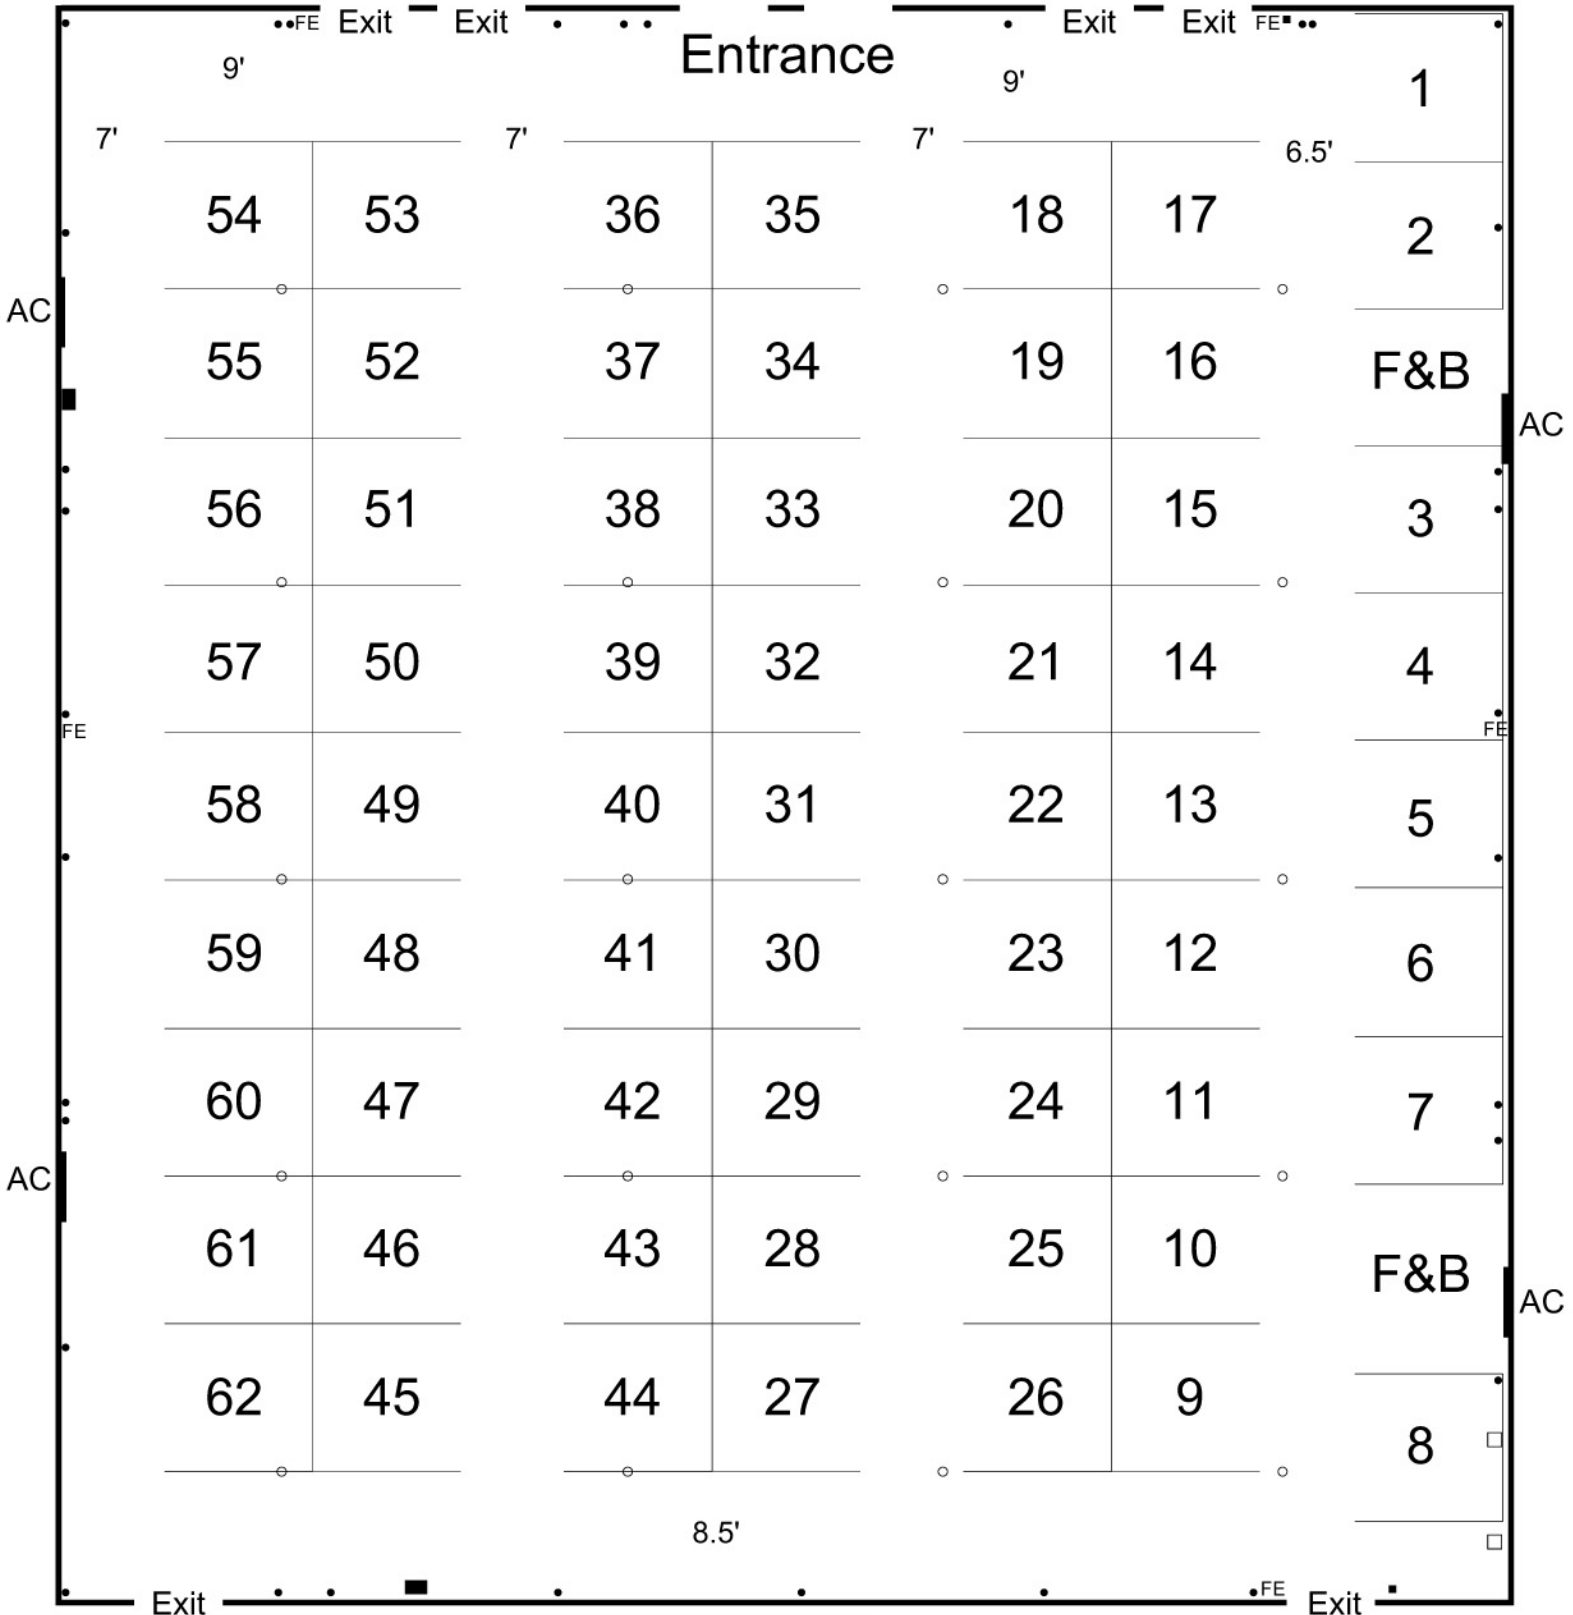 FE Exit Exit Exit Exit FE
Entrance
9' 9' 1
7' 7' 7' 6.5'
54 53 36 35 18 17 2
AC
55 52 37 34 19 16 F&B
AC
56 51 38 33 20 15 3
57 50 39 32 21 14 4
FE FE
58 49 40 31 22 13 5
59 48 41 30 23 12 6
60 47 42 29 24 11 7
AC
61 46 43 28 25 10 F&B
AC
62 45 44 27 26 9 8
8.5'
Exit FE Exit